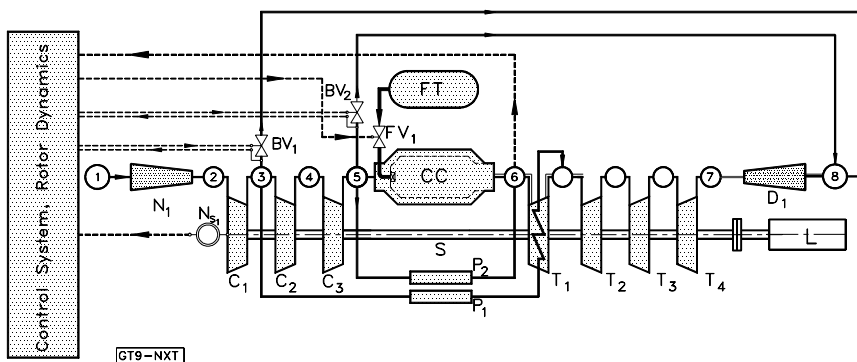 Control System, Rotor Dynamics
BV2
FT
FV1
BV1
1
2
3
4
5
CC
6
7
8
N1
NS1
D1
S
L
C1
C2
C3
P2
P1
T1
T2
T3
T4
GT9-NXT